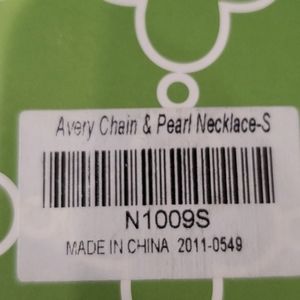 Avery Chain & Pearl Necklace-S
N1009S
MADE IN CHINA 2011-0549